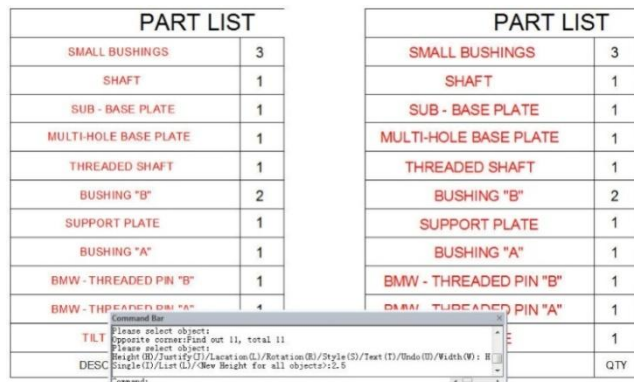 PART LIST
SMALL BUSHINGS 3
SHAFT 1
SUB - BASE PLATE 1
MULTI-HOLE BASE PLATE 1
THREADED SHAFT 1
BUSHING "B" 2
SUPPORT PLATE 1
BUSHING "A" 1
BMW - THREADED PIN "B" 1
BMW - THREADED PIN "A" 1
TILT
DESC
PART LIST
SMALL BUSHINGS 3
SHAFT 1
SUB - BASE PLATE 1
MULTI-HOLE BASE PLATE 1
THREADED SHAFT 1
BUSHING "B" 2
SUPPORT PLATE 1
BUSHING "A" 1
BMW - THREADED PIN "B" 1
BMW - THREADED PIN "A" 1
E 1
QTY
Command Bar
Please select object:
Opposite corner:Find out 11, total 11
Please select object:
Height(H)/Justify(J)/Lacation(L)/Rotation(R)/Style(S)/Text(T)/Undo(U)/Width(W): H
Single(I)/List(L)/<New Height for all objects>:2.5
Command: